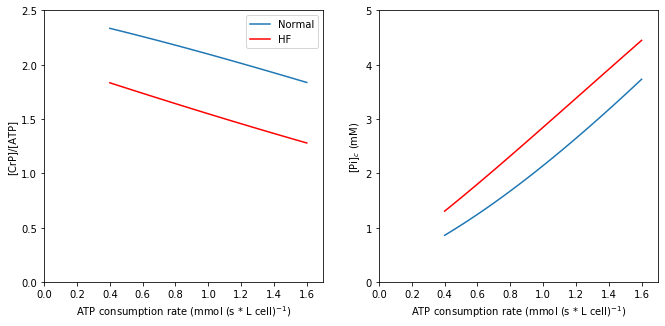 2.5
2.0
1.5
1.0
0.5
0.0
[CrP]/[ATP]
Normal
HF
0.0 0.2 0.4 0.6 0.8 1.0 1.2 1.4 1.6
ATP consumption rate (mmol (s * L cell)⁻¹)
5
4
3
2
1
0
[Pi]c (mM)
0.0 0.2 0.4 0.6 0.8 1.0 1.2 1.4 1.6
ATP consumption rate (mmol (s * L cell)⁻¹)